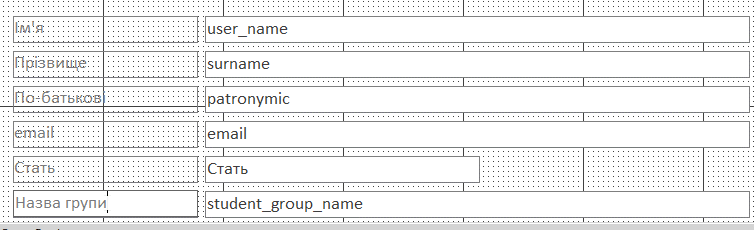 Ім'я user_name
Прізвище surname
По-батькові patronymic
email email
Стать Стать
Назва групи student_group_name